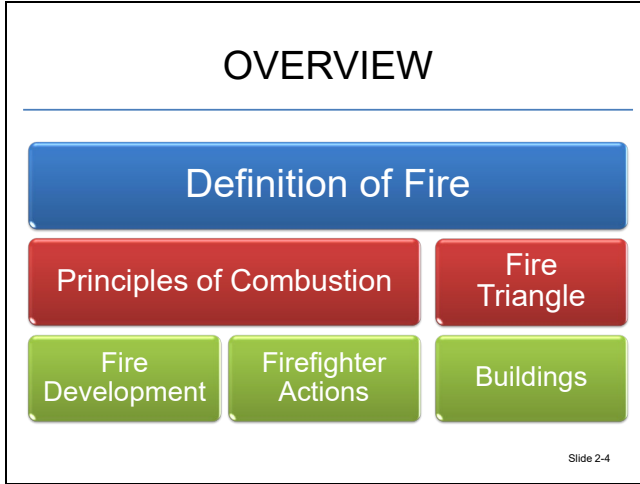 OVERVIEW
Definition of Fire
Principles of Combustion
Fire
Triangle
Fire
Development
Firefighter
Actions
Buildings
Slide 2-4